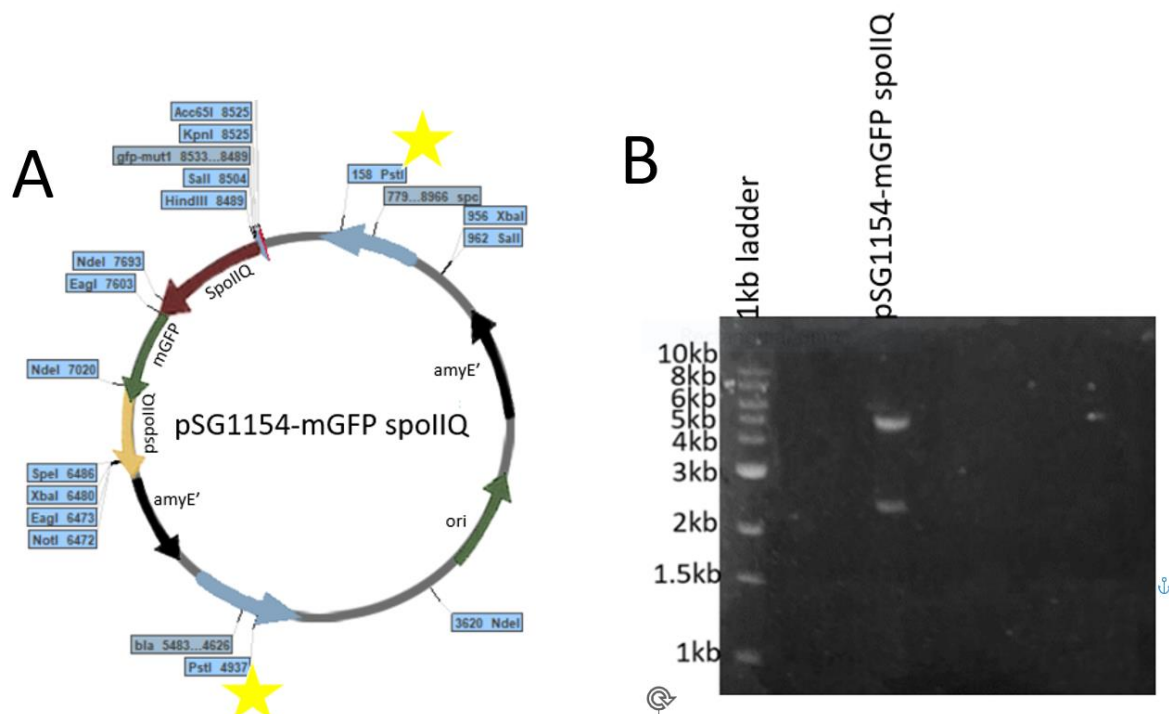 A
Acc65I 8525
KpnI 8525
gfp-mut1 8533...8489
SalI 8504
HindIII 8489
NdeI 7693
EagI 7603
NdeI 7020
SpeI 6486
XbaI 6480
EagI 6473
NotI 6472
158 PstI
779...8966 spc
956 XbaI
962 SalI
SpoIIQ
mGFP
pspoIIQ
amyE'
amyE'
pSG1154-mGFP spoIIQ
ori
3620 NdeI
bla 5483...4626
PstI 4937
B
1kb ladder
pSG1154-mGFP spoIIQ
10kb
8kb
6kb
5kb
4kb
3kb
2kb
1.5kb
1kb